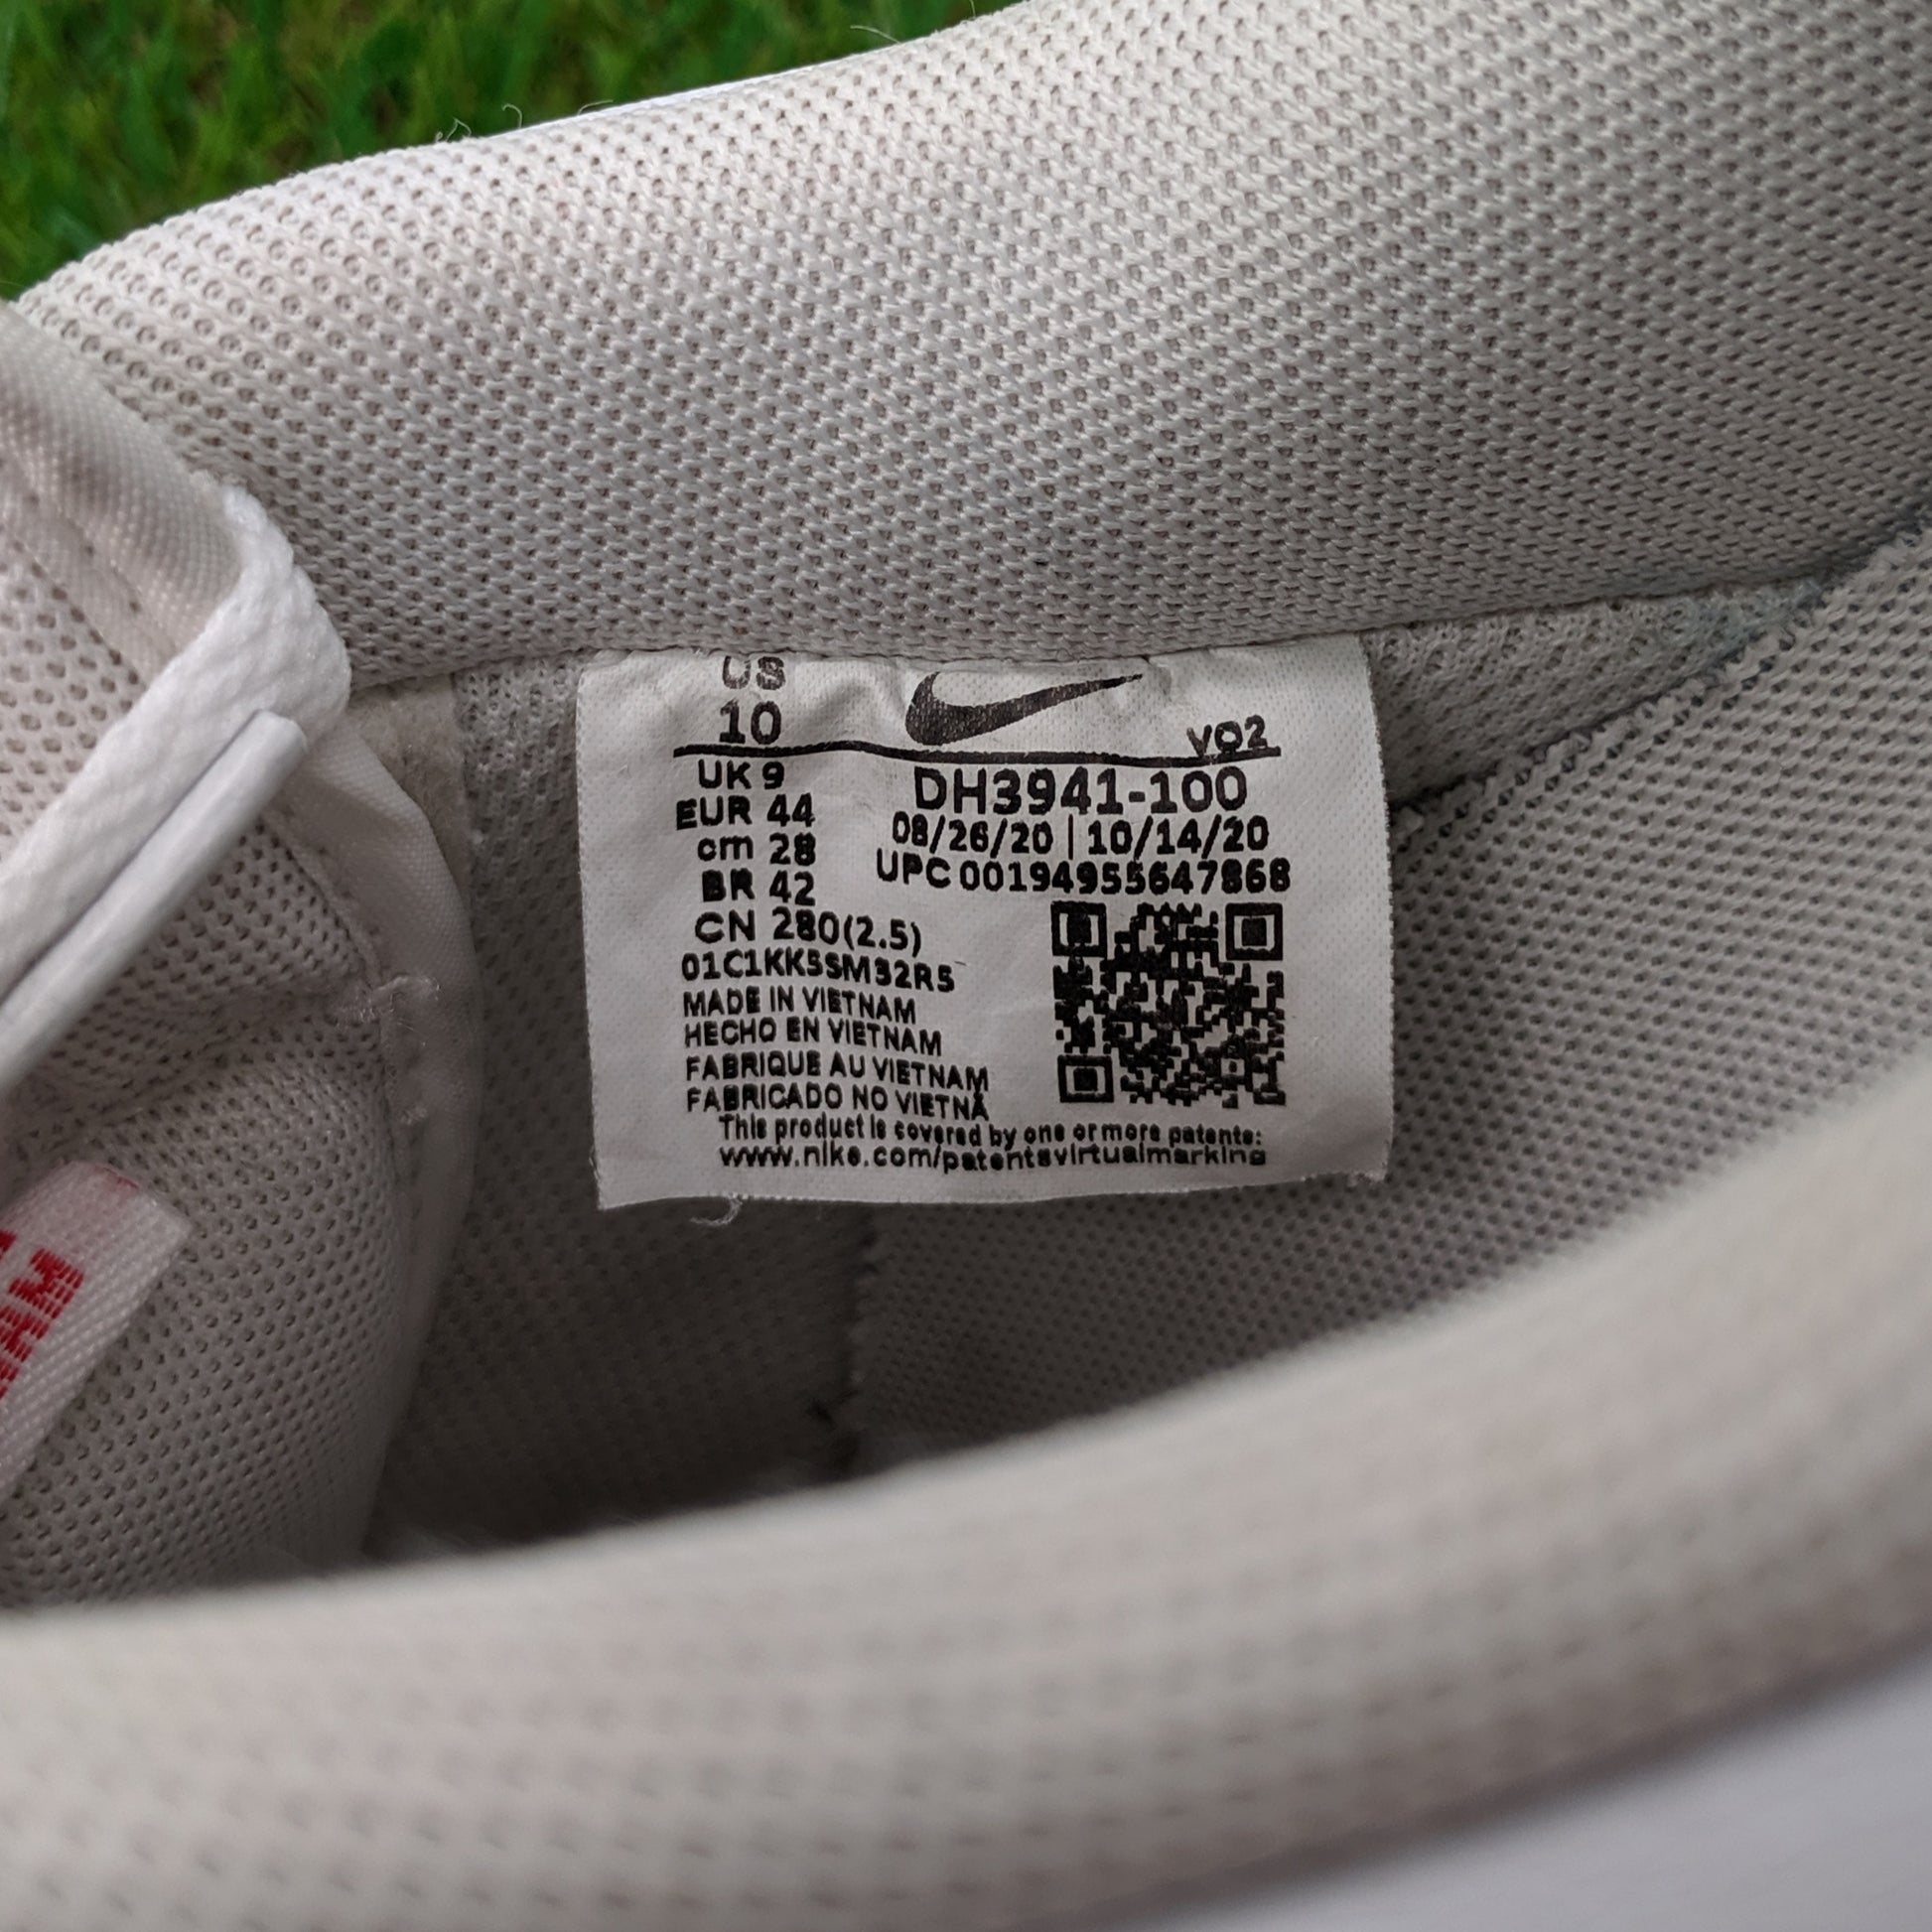 US
10
VO2
UK 9
DH3941-100
EUR 44
08/26/20 | 10/14/20
cm 28
UPC 00194955647868
BR 42
CN 280(2.5)
01C1KK5SM32R5
MADE IN VIETNAM
HECHO EN VIETNAM
FABRIQUE AU VIETNAM
FABRICADO NO VIETNÃ
This product is covered by one or more patents:
www.nike.com/patentsvirtualmarking